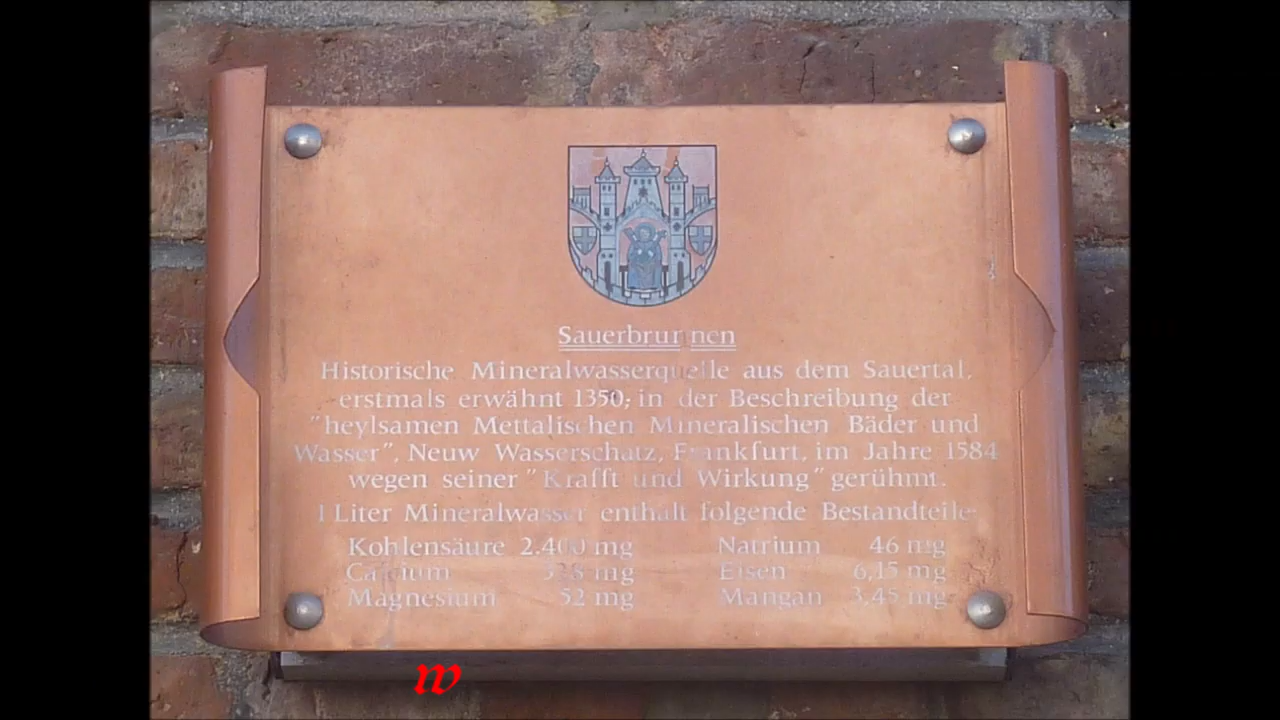 Sauerbrunnen
Historische Mineralwasserquelle aus dem Sauertal,
erstmals erwähnt 1350, in der Beschreibung der
"heylsamen Mettalischen Mineralischen Bäder und
Wasser", Neuw Wasserschatz, Frankfurt, im Jahre 1584
wegen seiner "Krafft und Wirkung" gerühmt.
1 Liter Mineralwasser enthält folgende Bestandteile:
Kohlensäure 2.400 mg Natrium 46 mg
Calcium mg Eisen 6,15 mg
Magnesium 52 mg Mangan 3,45 mg
w